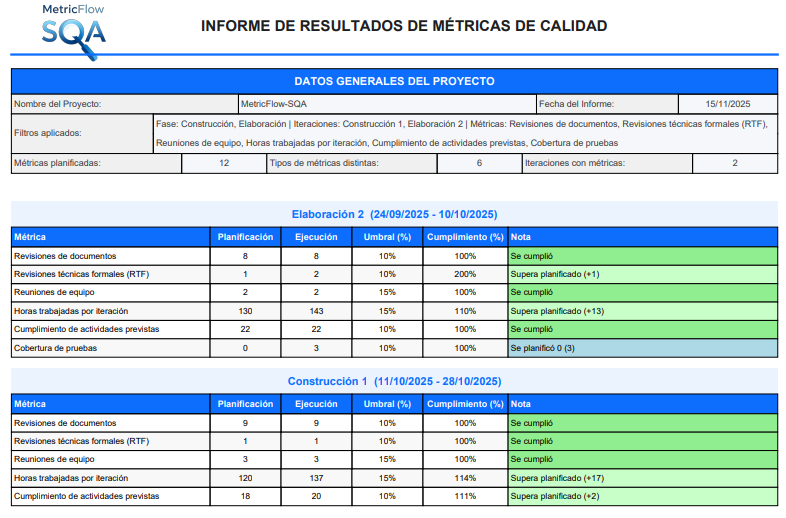 MetricFlow
SQA
INFORME DE RESULTADOS DE MÉTRICAS DE CALIDAD
DATOS GENERALES DEL PROYECTO
Nombre del Proyecto: MetricFlow-SQA Fecha del Informe: 15/11/2025
Filtros aplicados: Fase: Construcción, Elaboración | Iteraciones: Construcción 1, Elaboración 2 | Métricas: Revisiones de documentos, Revisiones técnicas formales (RTF),
Reuniones de equipo, Horas trabajadas por iteración, Cumplimiento de actividades previstas, Cobertura de pruebas
Métricas planificadas: 12 Tipos de métricas distintas: 6 Iteraciones con métricas: 2
Elaboración 2 (24/09/2025 - 10/10/2025)
Métrica Planificación Ejecución Umbral (%) Cumplimiento (%) Nota
Revisiones de documentos 8 8 10% 100% Se cumplió
Revisiones técnicas formales (RTF) 1 2 10% 200% Supera planificado (+1)
Reuniones de equipo 2 2 15% 100% Se cumplió
Horas trabajadas por iteración 130 143 15% 110% Supera planificado (+13)
Cumplimiento de actividades previstas 22 22 10% 100% Se cumplió
Cobertura de pruebas 0 3 10% 100% Se planificó 0 (3)
Construcción 1 (11/10/2025 - 28/10/2025)
Métrica Planificación Ejecución Umbral (%) Cumplimiento (%) Nota
Revisiones de documentos 9 9 10% 100% Se cumplió
Revisiones técnicas formales (RTF) 1 1 10% 100% Se cumplió
Reuniones de equipo 3 3 15% 100% Se cumplió
Horas trabajadas por iteración 120 137 15% 114% Supera planificado (+17)
Cumplimiento de actividades previstas 18 20 10% 111% Supera planificado (+2)